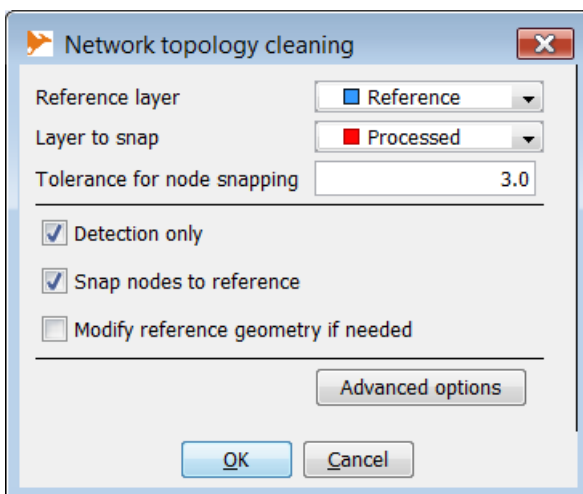 Network topology cleaning
Reference layer Reference
Layer to snap Processed
Tolerance for node snapping 3.0
Detection only
Snap nodes to reference
Modify reference geometry if needed
Advanced options
OK Cancel